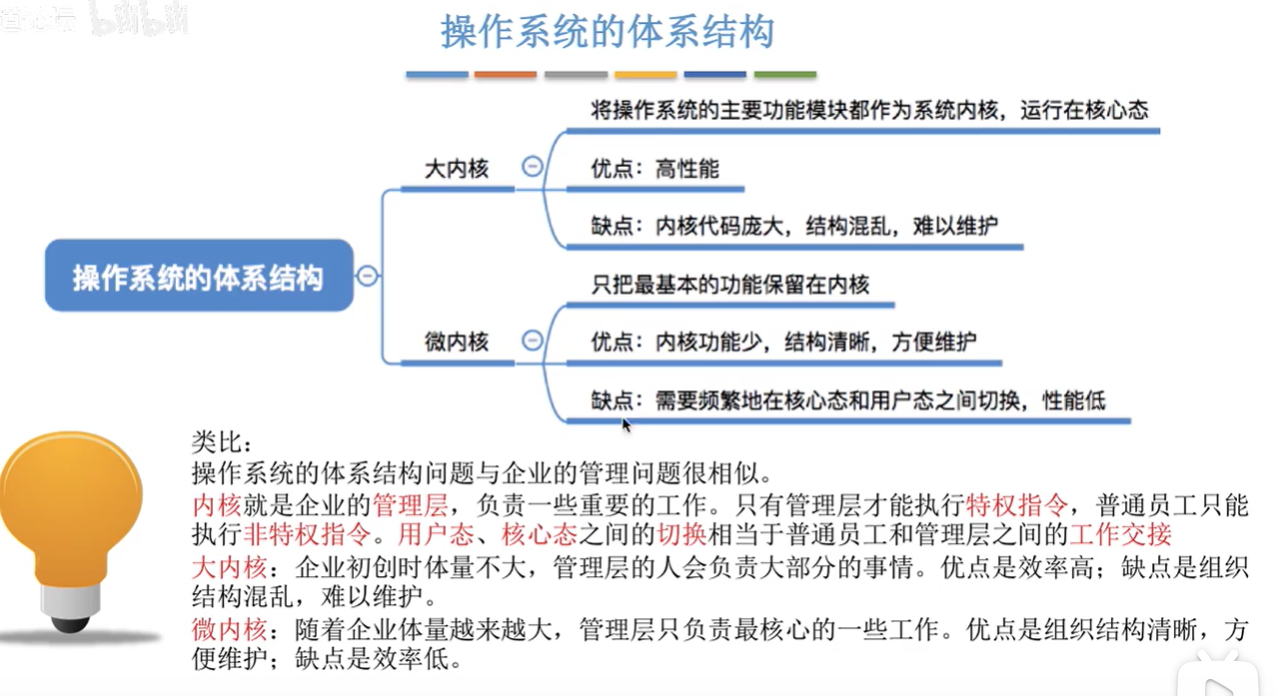 bilibili
操作系统的体系结构
将操作系统的主要功能模块都作为系统内核，运行在核心态
大内核
优点：高性能
缺点：内核代码庞大，结构混乱，难以维护
操作系统的体系结构
只把最基本的功能保留在内核
微内核
优点：内核功能少，结构清晰，方便维护
缺点：需要频繁地在核心态和用户态之间切换，性能低
类比：
操作系统的体系结构问题与企业的管理问题很相似。
内核就是企业的管理层，负责一些重要的工作。只有管理层才能执行特权指令，普通员工只能
执行非特权指令。用户态、核心态之间的切换相当于普通员工和管理层之间的工作交接
大内核：企业初创时体量不大，管理层的人会负责大部分的事情。优点是效率高；缺点是组织
结构混乱，难以维护。
微内核：随着企业体量越来越大，管理层只负责最核心的一些工作。优点是组织结构清晰，方
便维护；缺点是效率低。